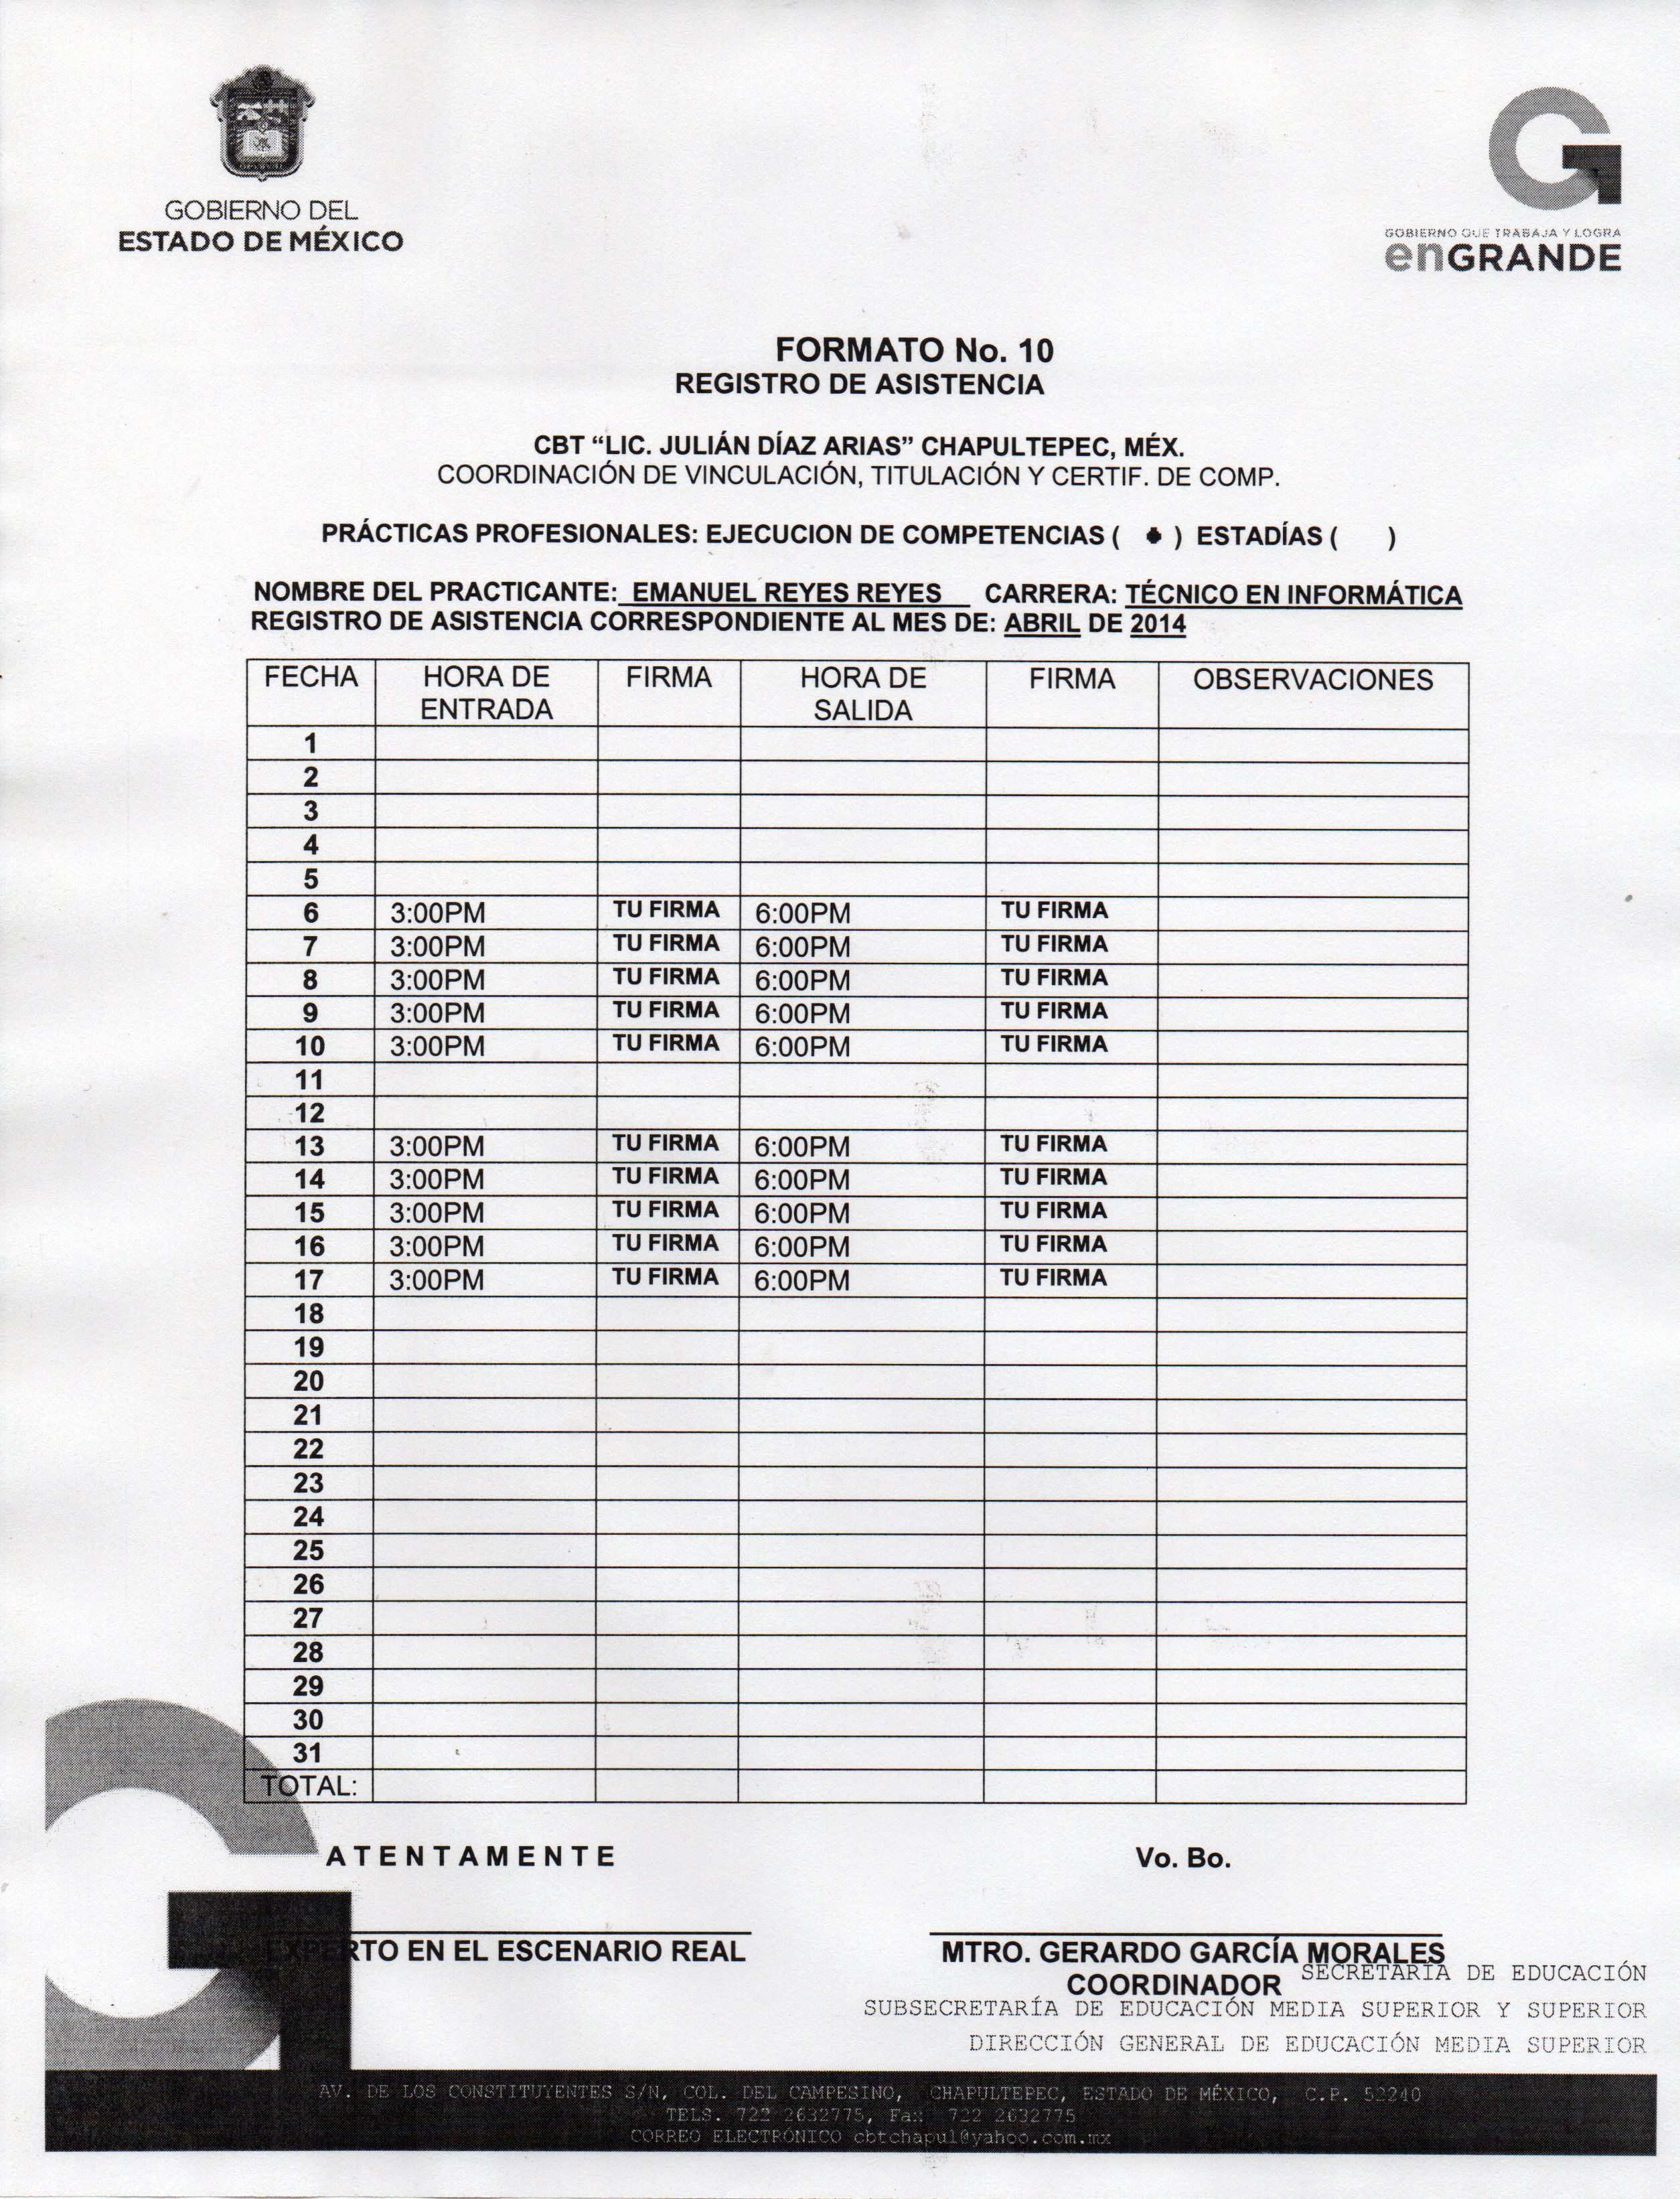 GOBIERNO DEL
ESTADO DE MÉXICO
GOBIERNO QUE TRABAJA Y LOGRA
enGRANDE
FORMATO No. 10
REGISTRO DE ASISTENCIA
CBT “LIC. JULIÁN DÍAZ ARIAS” CHAPULTEPEC, MÉX.
COORDINACIÓN DE VINCULACIÓN, TITULACIÓN Y CERTIF. DE COMP.
PRÁCTICAS PROFESIONALES: EJECUCION DE COMPETENCIAS ( ♣ ) ESTADÍAS ( )
NOMBRE DEL PRACTICANTE: EMANUEL REYES REYES CARRERA: TÉCNICO EN INFORMÁTICA
REGISTRO DE ASISTENCIA CORRESPONDIENTE AL MES DE: ABRIL DE 2014
FECHA HORA DE ENTRADA FIRMA HORA DE SALIDA FIRMA OBSERVACIONES
1
2
3
4
5
6 3:00PM TU FIRMA 6:00PM TU FIRMA
7 3:00PM TU FIRMA 6:00PM TU FIRMA
8 3:00PM TU FIRMA 6:00PM TU FIRMA
9 3:00PM TU FIRMA 6:00PM TU FIRMA
10 3:00PM TU FIRMA 6:00PM TU FIRMA
11
12
13 3:00PM TU FIRMA 6:00PM TU FIRMA
14 3:00PM TU FIRMA 6:00PM TU FIRMA
15 3:00PM TU FIRMA 6:00PM TU FIRMA
16 3:00PM TU FIRMA 6:00PM TU FIRMA
17 3:00PM TU FIRMA 6:00PM TU FIRMA
18
19
20
21
22
23
24
25
26
27
28
29
30
31
TOTAL:
ATENTAMENTE Vo. Bo.
EXPERTO EN EL ESCENARIO REAL MTRO. GERARDO GARCÍA MORALES
COORDINADOR
SECRETARÍA DE EDUCACIÓN
SUBSECRETARÍA DE EDUCACIÓN MEDIA SUPERIOR Y SUPERIOR
DIRECCIÓN GENERAL DE EDUCACIÓN MEDIA SUPERIOR
AV. DE LOS CONSTITUYENTES S/N, COL. DEL CAMPESINO, CHAPULTEPEC, ESTADO DE MÉXICO, C.P. 52240
TELS. 722 2632775, Fax 722 2632775
CORREO ELECTRÓNICO cbtchapul@yahoo.com.mx